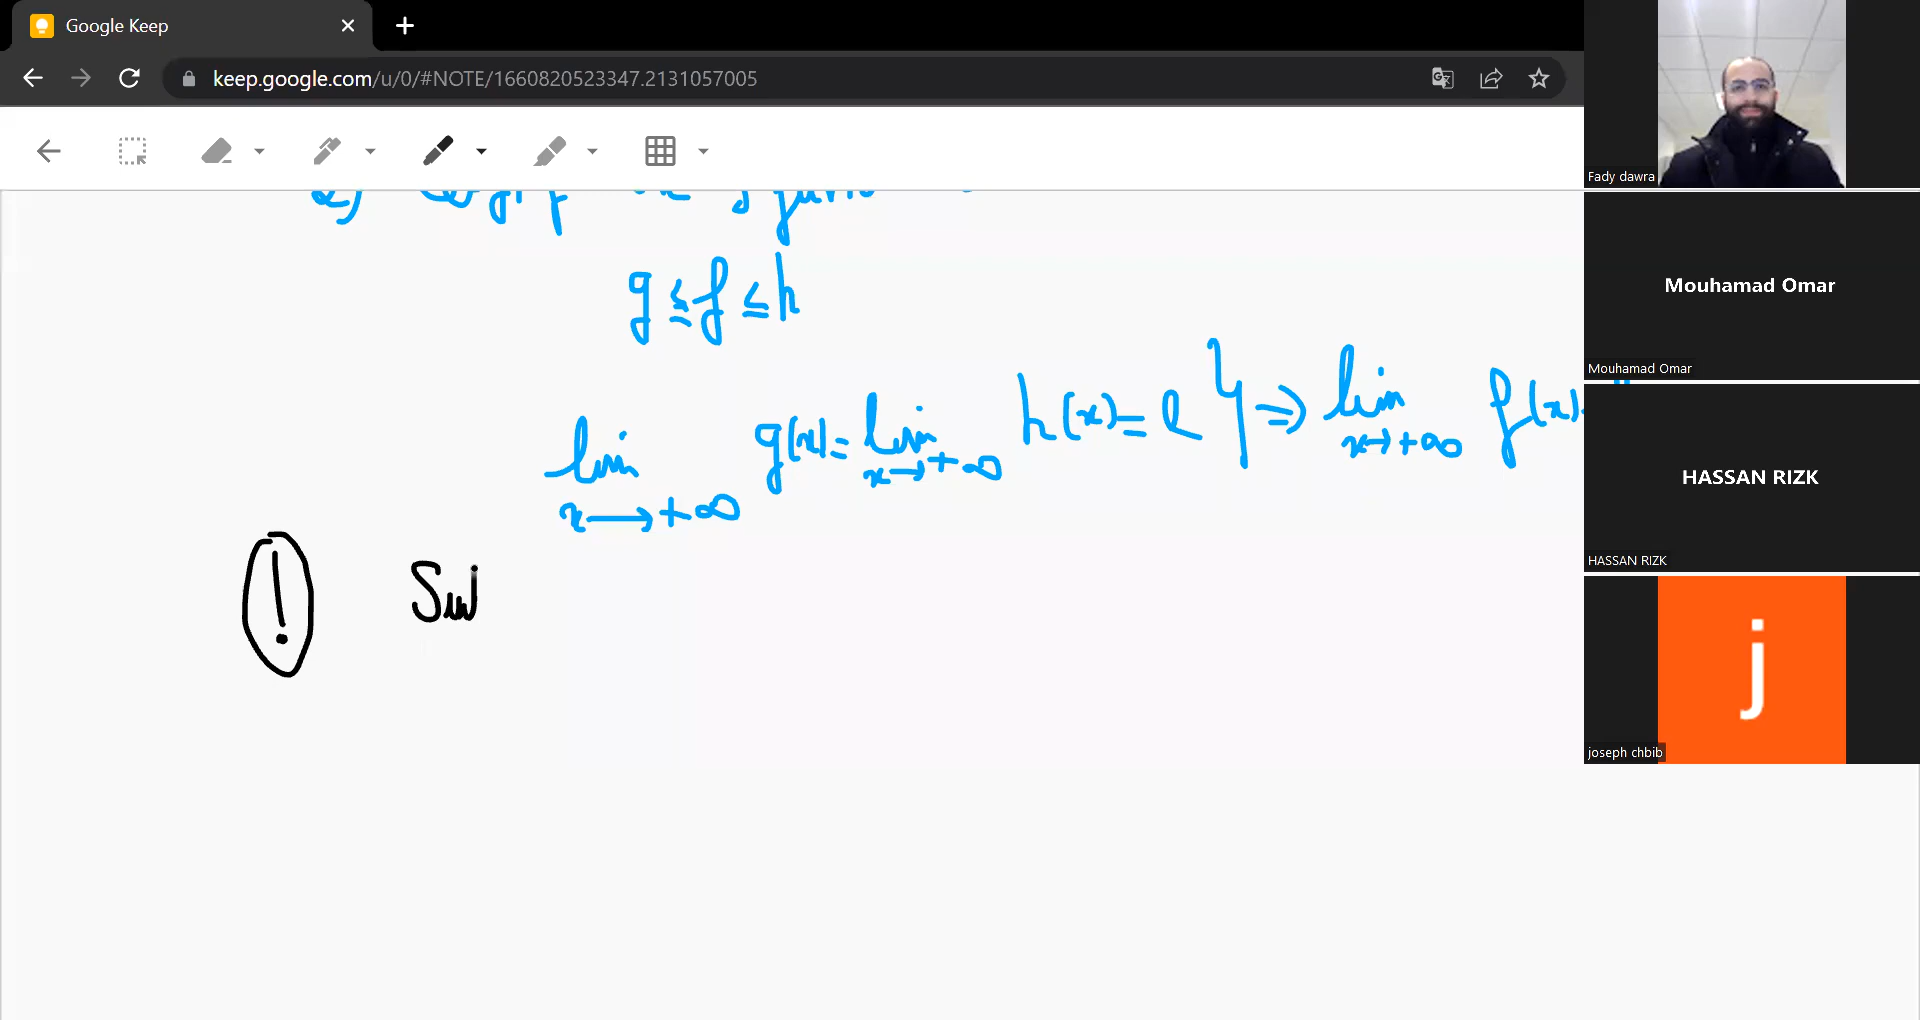 Google Keep
keep.google.com/u/0/#NOTE/1660820523347.2131057005
g ≤ f ≤ h
lim x→+∞ g(x) = lim x→+∞ h(x) = l } ⇒ lim x→+∞ f(x)
! Sui
Fady dawra
Mouhamad Omar
Mouhamad Omar
HASSAN RIZK
HASSAN RIZK
j
joseph chbib